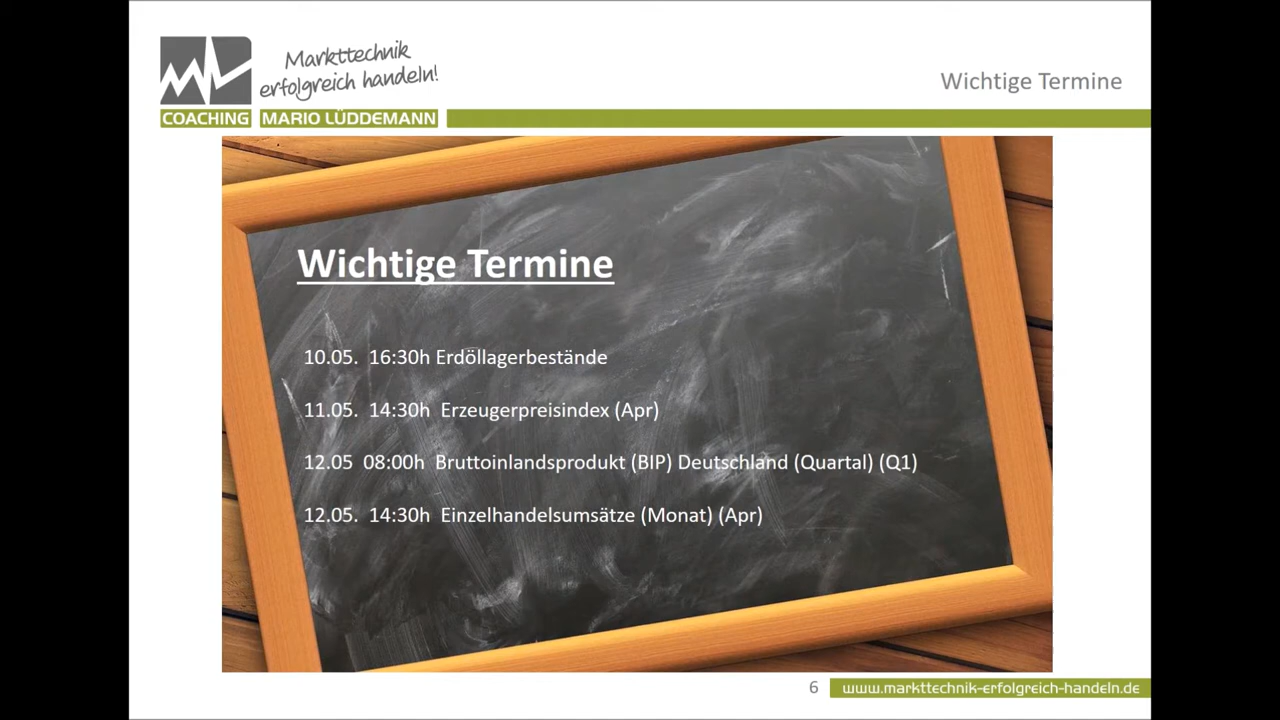 Markttechnik
erfolgreich handeln!
COACHING MARIO LÜDDEMANN
Wichtige Termine
Wichtige Termine
10.05. 16:30h Erdöllagerbestände
11.05. 14:30h Erzeugerpreisindex (Apr)
12.05 08:00h Bruttoinlandsprodukt (BIP) Deutschland (Quartal) (Q1)
12.05. 14:30h Einzelhandelsumsätze (Monat) (Apr)
6 www.markttechnik-erfolgreich-handeln.de